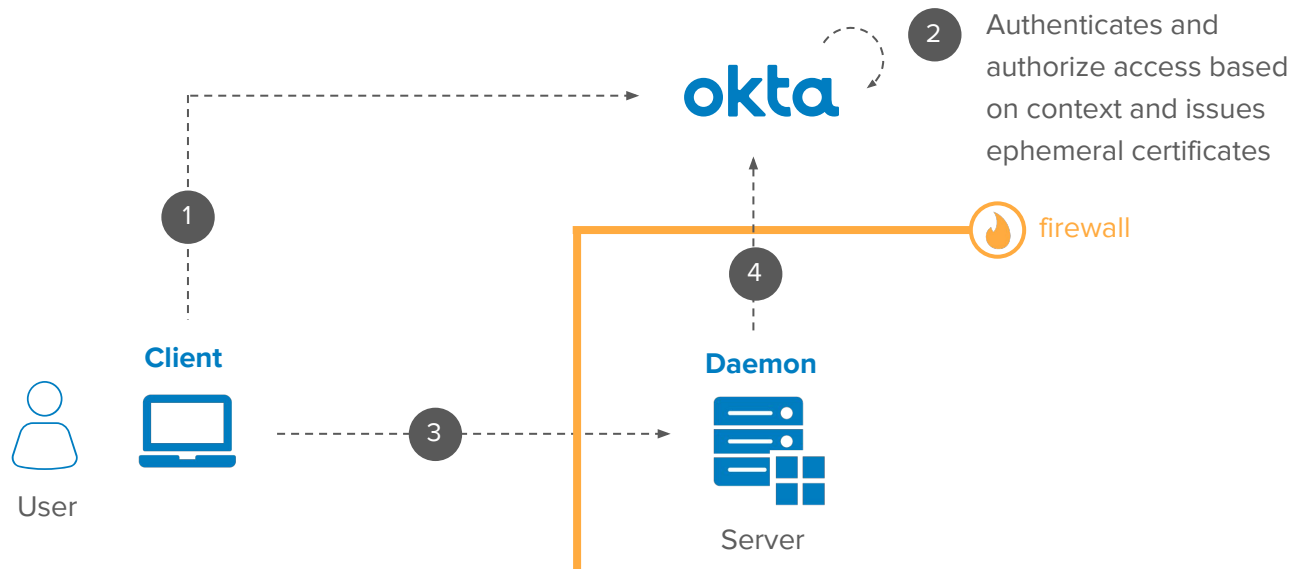 2
Authenticates and
authorize access based
on context and issues
ephemeral certificates
okta
1
firewall
4
Client
Daemon
3
User
Server